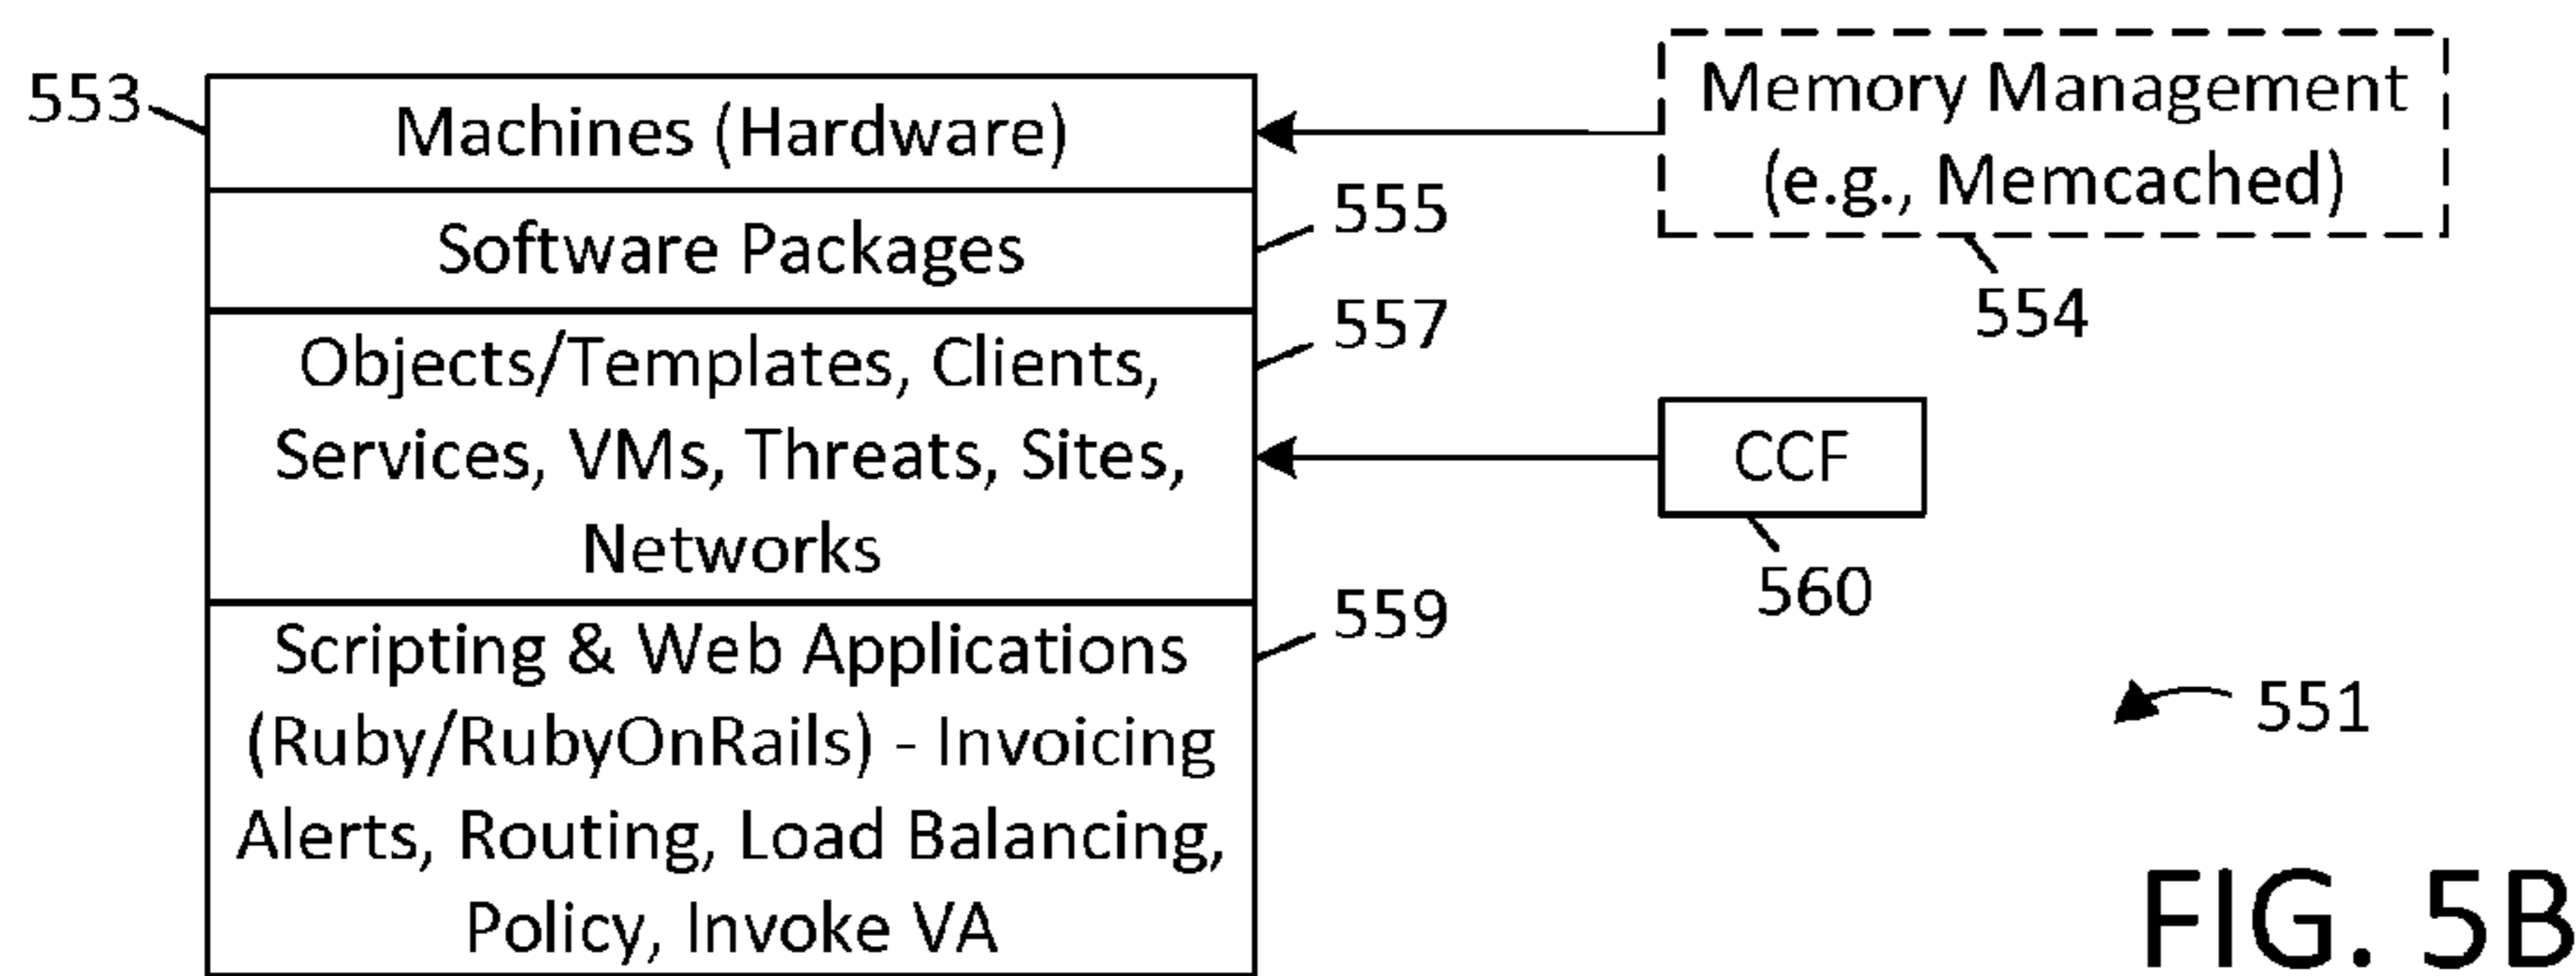 553
Machines (Hardware)
Memory Management
(e.g., Memcached)
554
Software Packages
555
Objects/Templates, Clients,
Services, VMs, Threats, Sites,
Networks
557
CCF
560
Scripting & Web Applications
(Ruby/RubyOnRails) - Invoicing
Alerts, Routing, Load Balancing,
Policy, Invoke VA
559
551
FIG. 5B